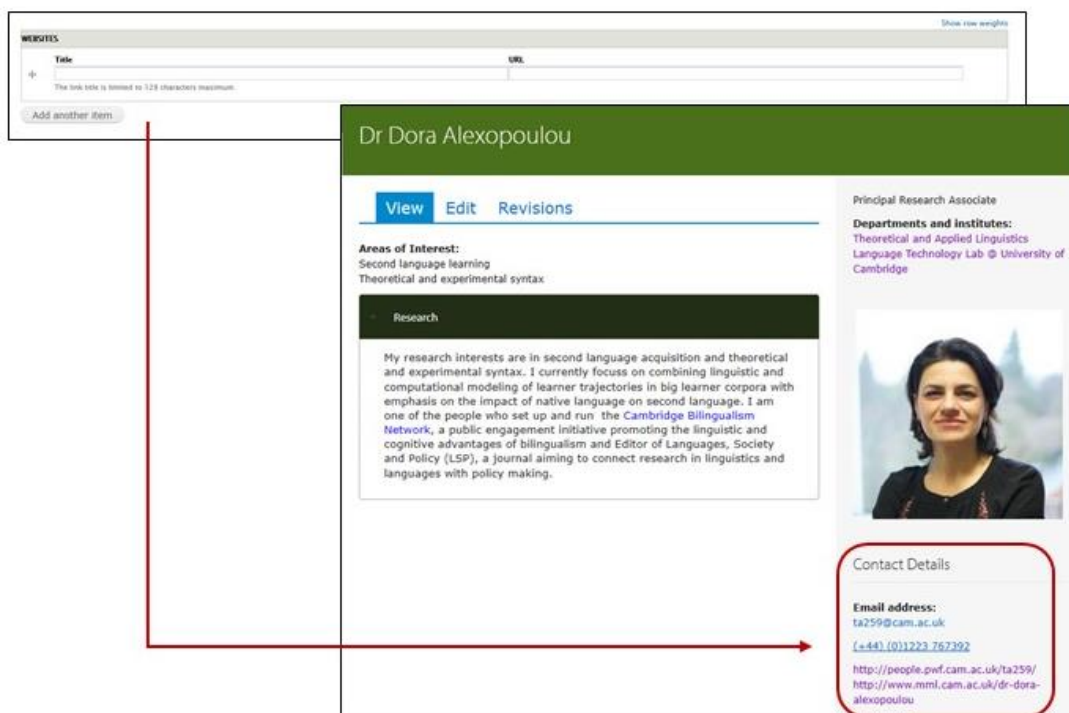 Show row weights
WEBSITES
Title
URL
The link title is limited to 128 characters maximum.
Add another item
Dr Dora Alexopoulou
View Edit Revisions
Areas of Interest:
Second language learning
Theoretical and experimental syntax
Research
My research interests are in second language acquisition and theoretical
and experimental syntax. I currently focus on combining linguistic and
computational modeling of learner trajectories in big learner corpora with
emphasis on the impact of native language on second language. I am
one of the people who set up and run the Cambridge Bilingualism
Network, a public engagement initiative promoting the linguistic and
cognitive advantages of bilingualism and Editor of Languages, Society
and Policy (LSP), a journal aiming to connect research in linguistics and
languages with policy making.
Principal Research Associate
Departments and institutes:
Theoretical and Applied Linguistics
Language Technology Lab @ University of
Cambridge
Contact Details
Email address:
ta259@cam.ac.uk
(+44) (0)1223 767392
http://people.pwf.cam.ac.uk/ta259/
http://www.mml.cam.ac.uk/dr-dora-
alexopoulou